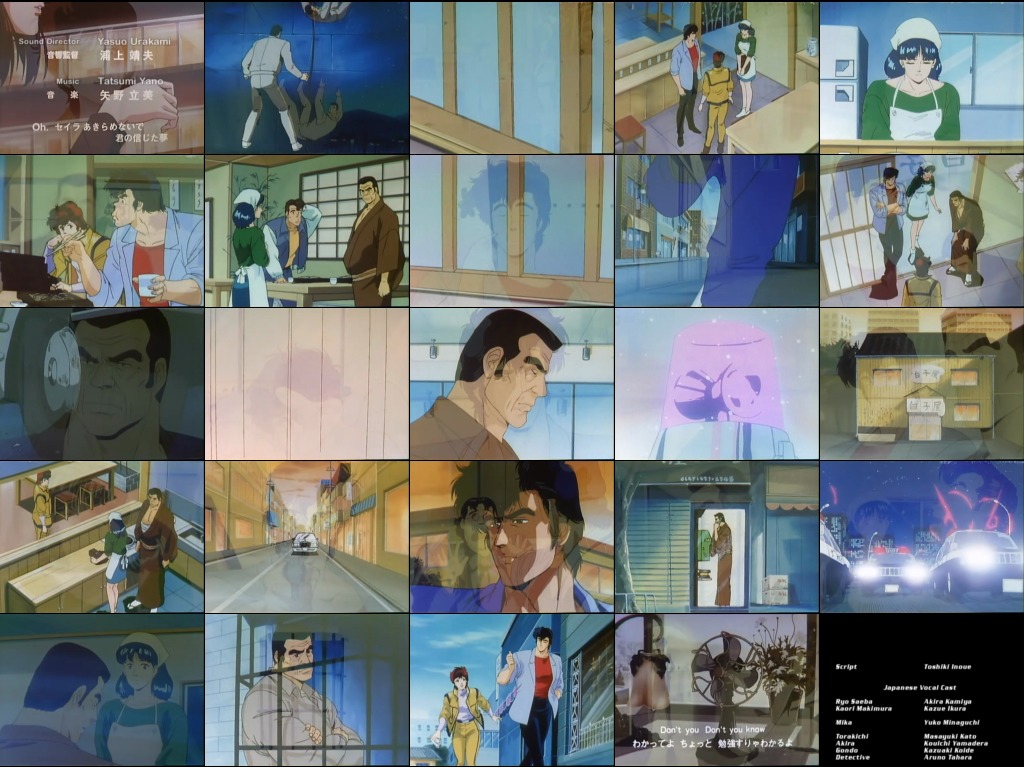 Sound Director Yasuo Urakami
音響監督 浦上 靖夫
Music Tatsumi Yano
音 楽 矢野 立美
Oh, セイラ あきらめないで
君の信じた夢
Don't you Don't you know
わかってよ ちょっと 勉強すりゃわかるよ
Script Toshiki Inoue
Japanese Vocal Cast
Ryo Saeba Akira Kamiya
Kaori Makimura Kazue Ikura
Mika Yuko Minaguchi
Torakichi Masayuki Kato
Akira Kouichi Yamadera
Gondo Kazuaki Koide
Detective Aruno Tahara